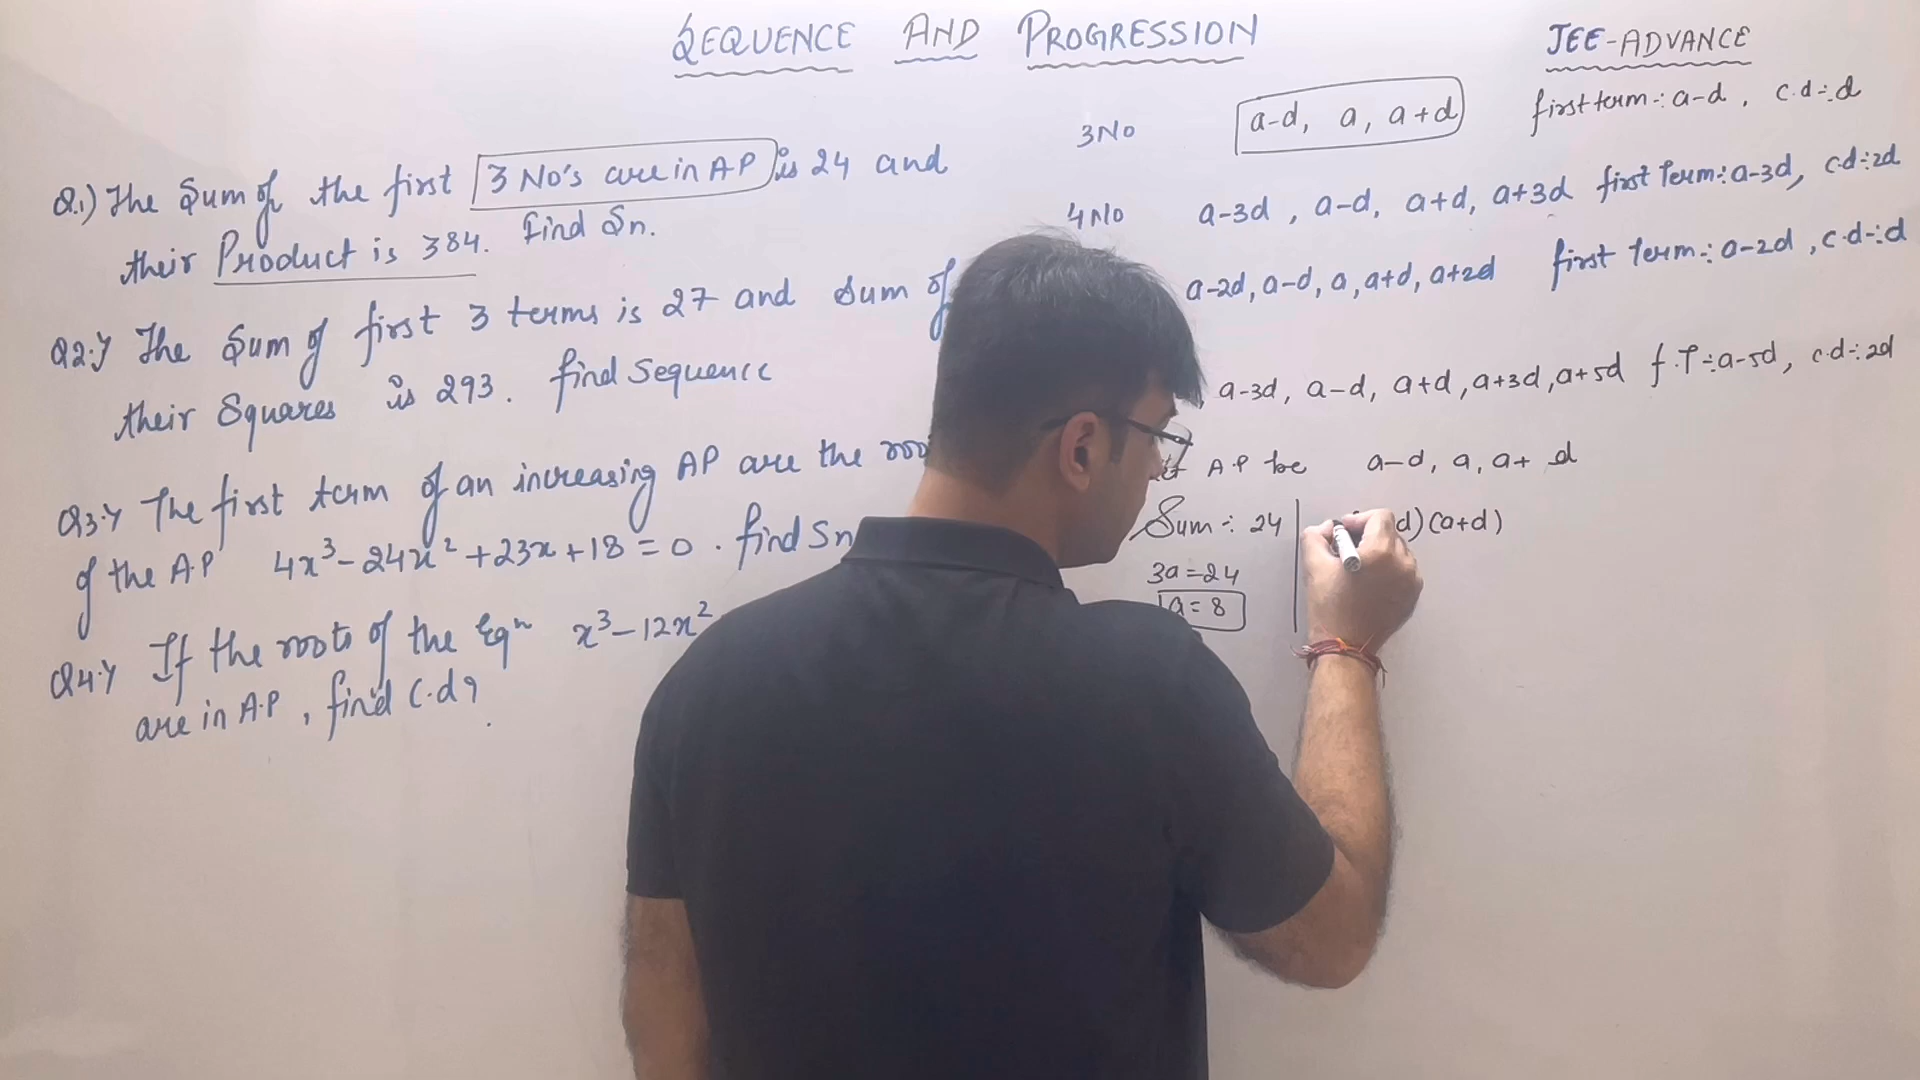 SEQUENCE AND PROGRESSION
JEE-ADVANCE
Q.1) The Sum of the first 3 No's are in AP is 24 and
their Product is 384. Find Sn.
Q2.) The Sum of first 3 terms is 27 and Sum of
their Squares is 293. find Sequence
Q3.) The first term of an increasing AP are the
of the A.P 4x³-24x²+23x+18=0. find Sn
Q4.) If the roots of the Eqⁿ x³-12x²
are in A.P, find C.d?
3No a-d, a, a+d first term:- a-d, c.d:-d
4No a-3d, a-d, a+d, a+3d first Term:- a-3d, c.d:-2d
a-2d, a-d, a, a+d, a+2d first Term:- a-2d, c.d-:d
a-3d, a-d, a+d, a+3d, a+5d f.T:-a-5d, c.d-:2d
A.P be a-d, a, a+d
Sum:- 24
3a=24
a=8
d)(a+d)